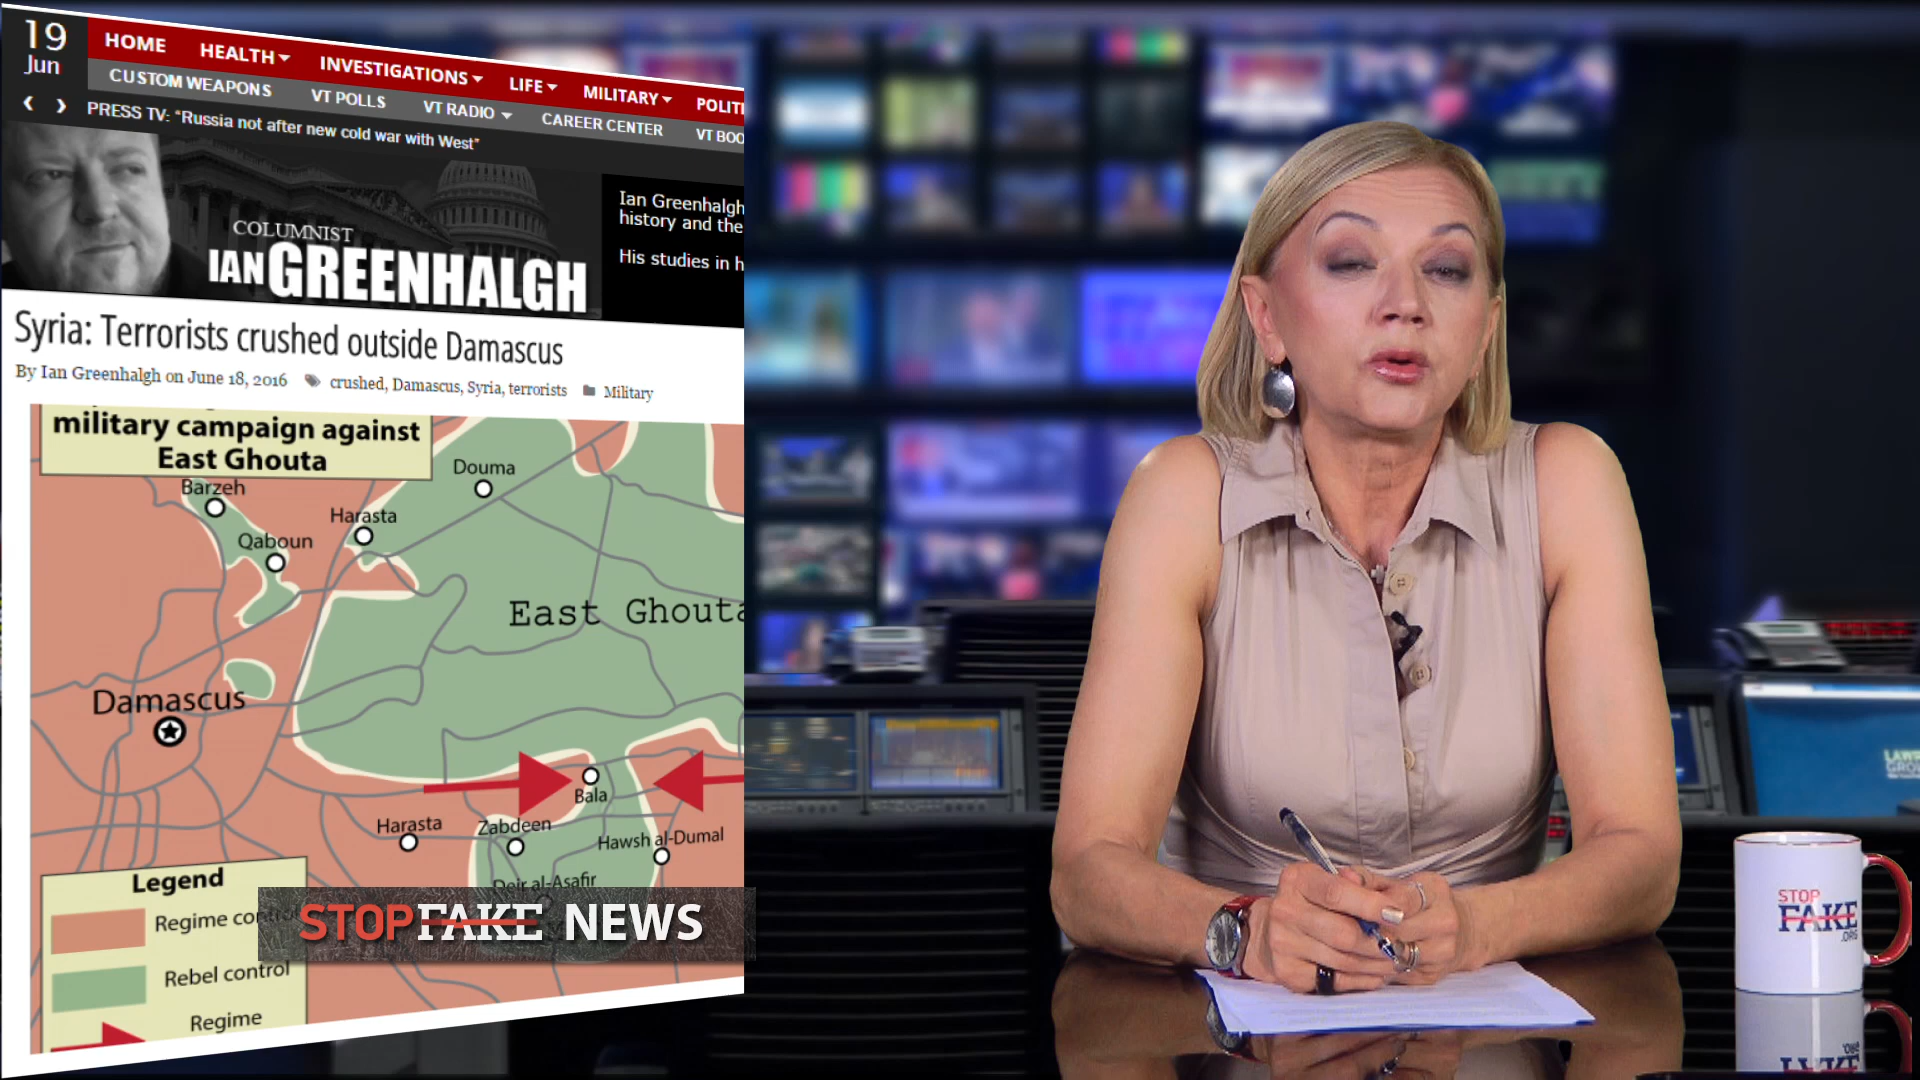 19
Jun
HOME HEALTH INVESTIGATIONS LIFE MILITARY POLITI
CUSTOM WEAPONS VT POLLS VT RADIO CAREER CENTER VT BOO
PRESS TV: "Russia not after new cold war with West"
COLUMNIST
IAN GREENHALGH
Ian Greenhalgh
history and the
His studies in h
Syria: Terrorists crushed outside Damascus
By Ian Greenhalgh on June 18, 2016 crushed, Damascus, Syria, terrorists Military
military campaign against
East Ghouta
Douma
Barzeh
Harasta
Qaboun
East Ghouta
Damascus
Bala
Harasta
Zabdeen
Hawsh al-Dumal
Deir al-Asafir
Legend
Regime control
Rebel control
Regime
STOPFAKE NEWS
STOP
FAKE
.ORG